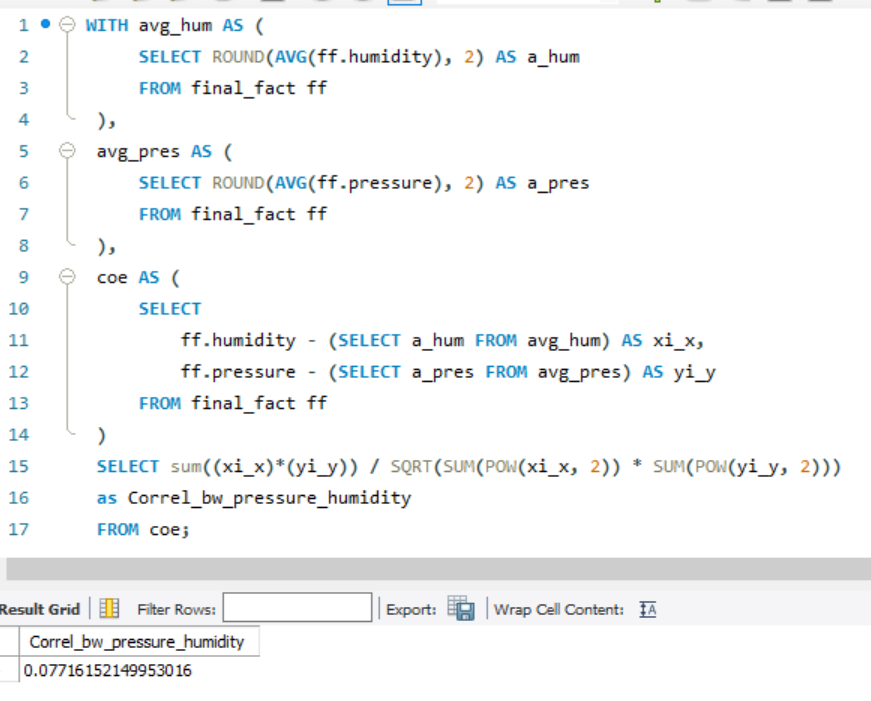 1 WITH avg_hum AS (
2 SELECT ROUND(AVG(ff.humidity), 2) AS a_hum
3 FROM final_fact ff
4 ),
5 avg_pres AS (
6 SELECT ROUND(AVG(ff.pressure), 2) AS a_pres
7 FROM final_fact ff
8 ),
9 coe AS (
10 SELECT
11 ff.humidity - (SELECT a_hum FROM avg_hum) AS xi_x,
12 ff.pressure - (SELECT a_pres FROM avg_pres) AS yi_y
13 FROM final_fact ff
14 )
15 SELECT sum((xi_x)*(yi_y)) / SQRT(SUM(POW(xi_x, 2)) * SUM(POW(yi_y, 2)))
16 as Correl_bw_pressure_humidity
17 FROM coe;
Result Grid Filter Rows: Export: Wrap Cell Content: IA
Correl_bw_pressure_humidity
0.07716152149953016